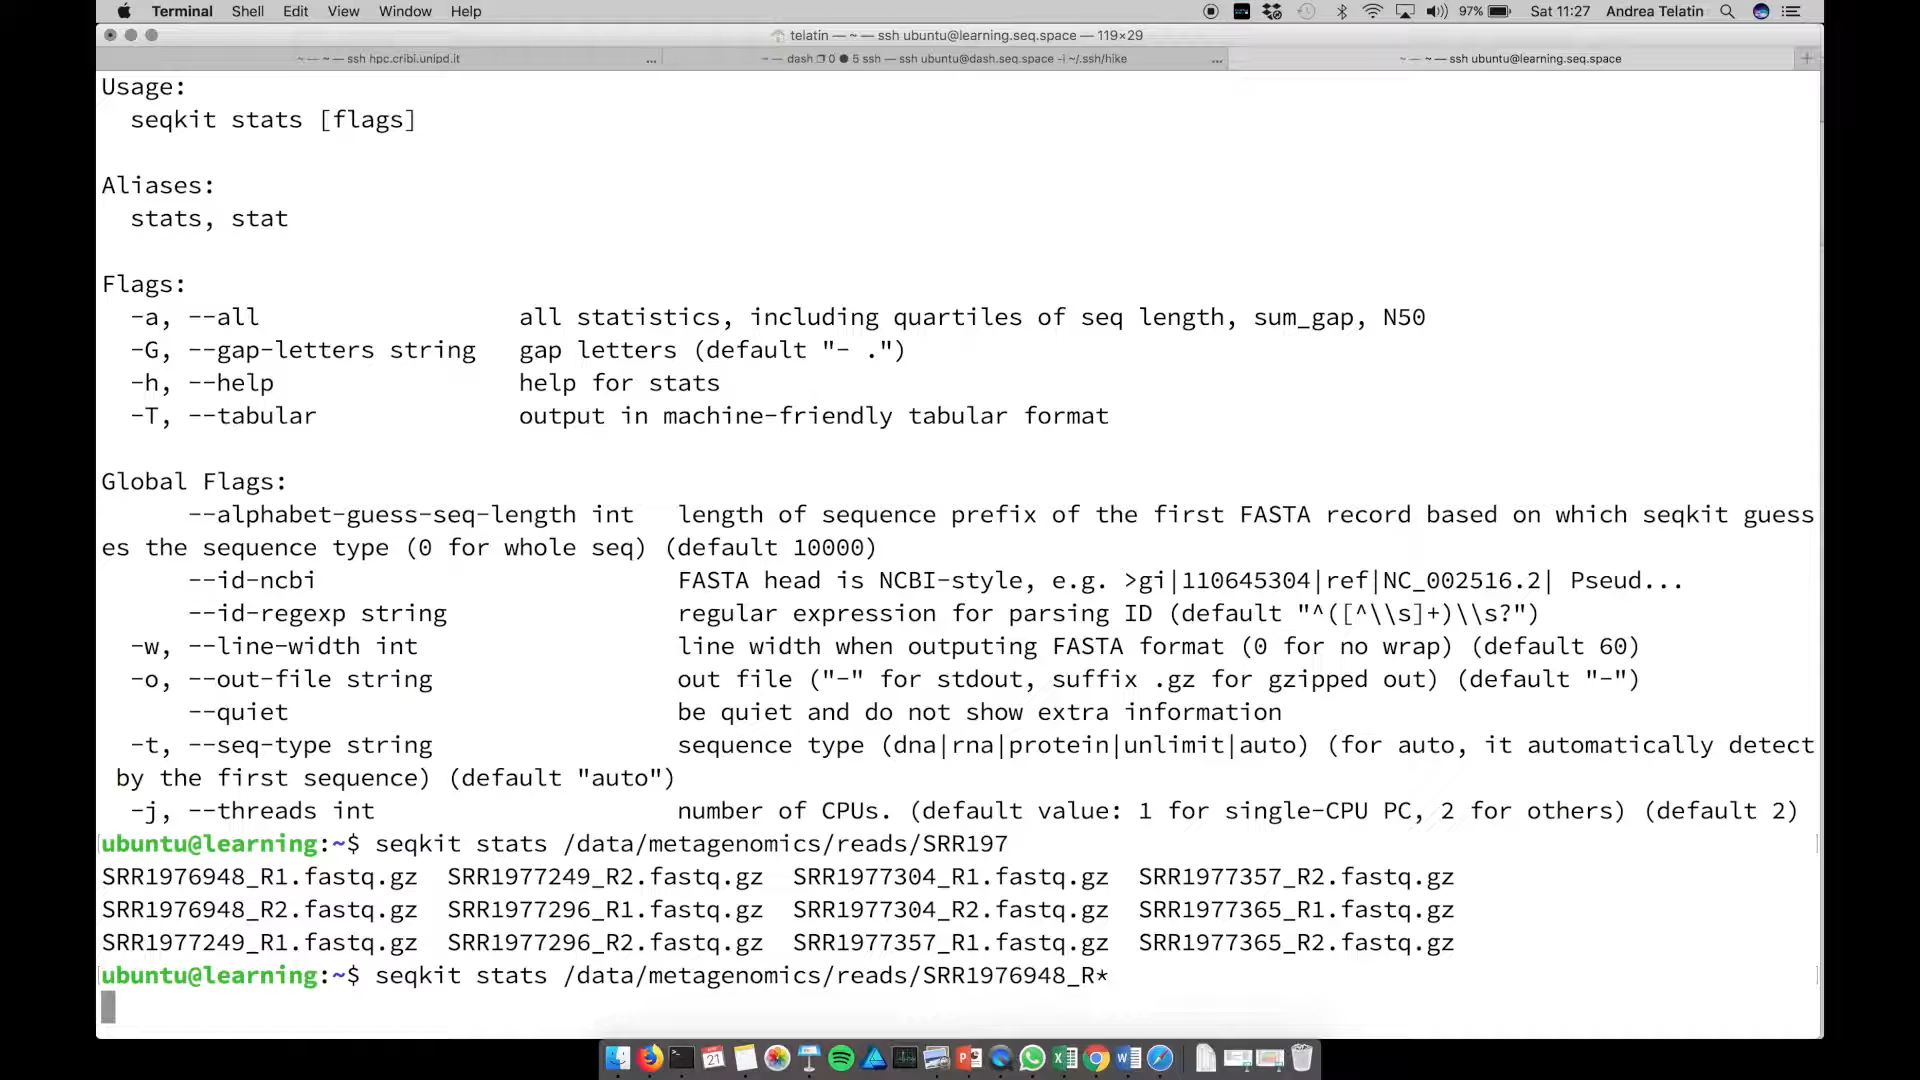 Terminal Shell Edit View Window Help 97% Sat 11:27 Andrea Telatin
telatin — ~ — ssh ubuntu@learning.seq.space — 119×29
~ — ~ — ssh hpc.cribi.unipd.it ... ~ — dash ❐ 0 ● 5 ssh — ssh ubuntu@dash.seq.space -i ~/.ssh/hike ... ~ — ~ — ssh ubuntu@learning.seq.space +
Usage:
seqkit stats [flags]
Aliases:
stats, stat
Flags:
-a, --all all statistics, including quartiles of seq length, sum_gap, N50
-G, --gap-letters string gap letters (default "- .")
-h, --help help for stats
-T, --tabular output in machine-friendly tabular format
Global Flags:
--alphabet-guess-seq-length int length of sequence prefix of the first FASTA record based on which seqkit guess
es the sequence type (0 for whole seq) (default 10000)
--id-ncbi FASTA head is NCBI-style, e.g. >gi|110645304|ref|NC_002516.2| Pseud...
--id-regexp string regular expression for parsing ID (default "^([^\\s]+)\\s?")
-w, --line-width int line width when outputing FASTA format (0 for no wrap) (default 60)
-o, --out-file string out file ("-" for stdout, suffix .gz for gzipped out) (default "-")
--quiet be quiet and do not show extra information
-t, --seq-type string sequence type (dna|rna|protein|unlimit|auto) (for auto, it automatically detect
by the first sequence) (default "auto")
-j, --threads int number of CPUs. (default value: 1 for single-CPU PC, 2 for others) (default 2)
ubuntu@learning:~$ seqkit stats /data/metagenomics/reads/SRR197
SRR1976948_R1.fastq.gz SRR1977249_R2.fastq.gz SRR1977304_R1.fastq.gz SRR1977357_R2.fastq.gz
SRR1976948_R2.fastq.gz SRR1977296_R1.fastq.gz SRR1977304_R2.fastq.gz SRR1977365_R1.fastq.gz
SRR1977249_R1.fastq.gz SRR1977296_R2.fastq.gz SRR1977357_R1.fastq.gz SRR1977365_R2.fastq.gz
ubuntu@learning:~$ seqkit stats /data/metagenomics/reads/SRR1976948_R*
21